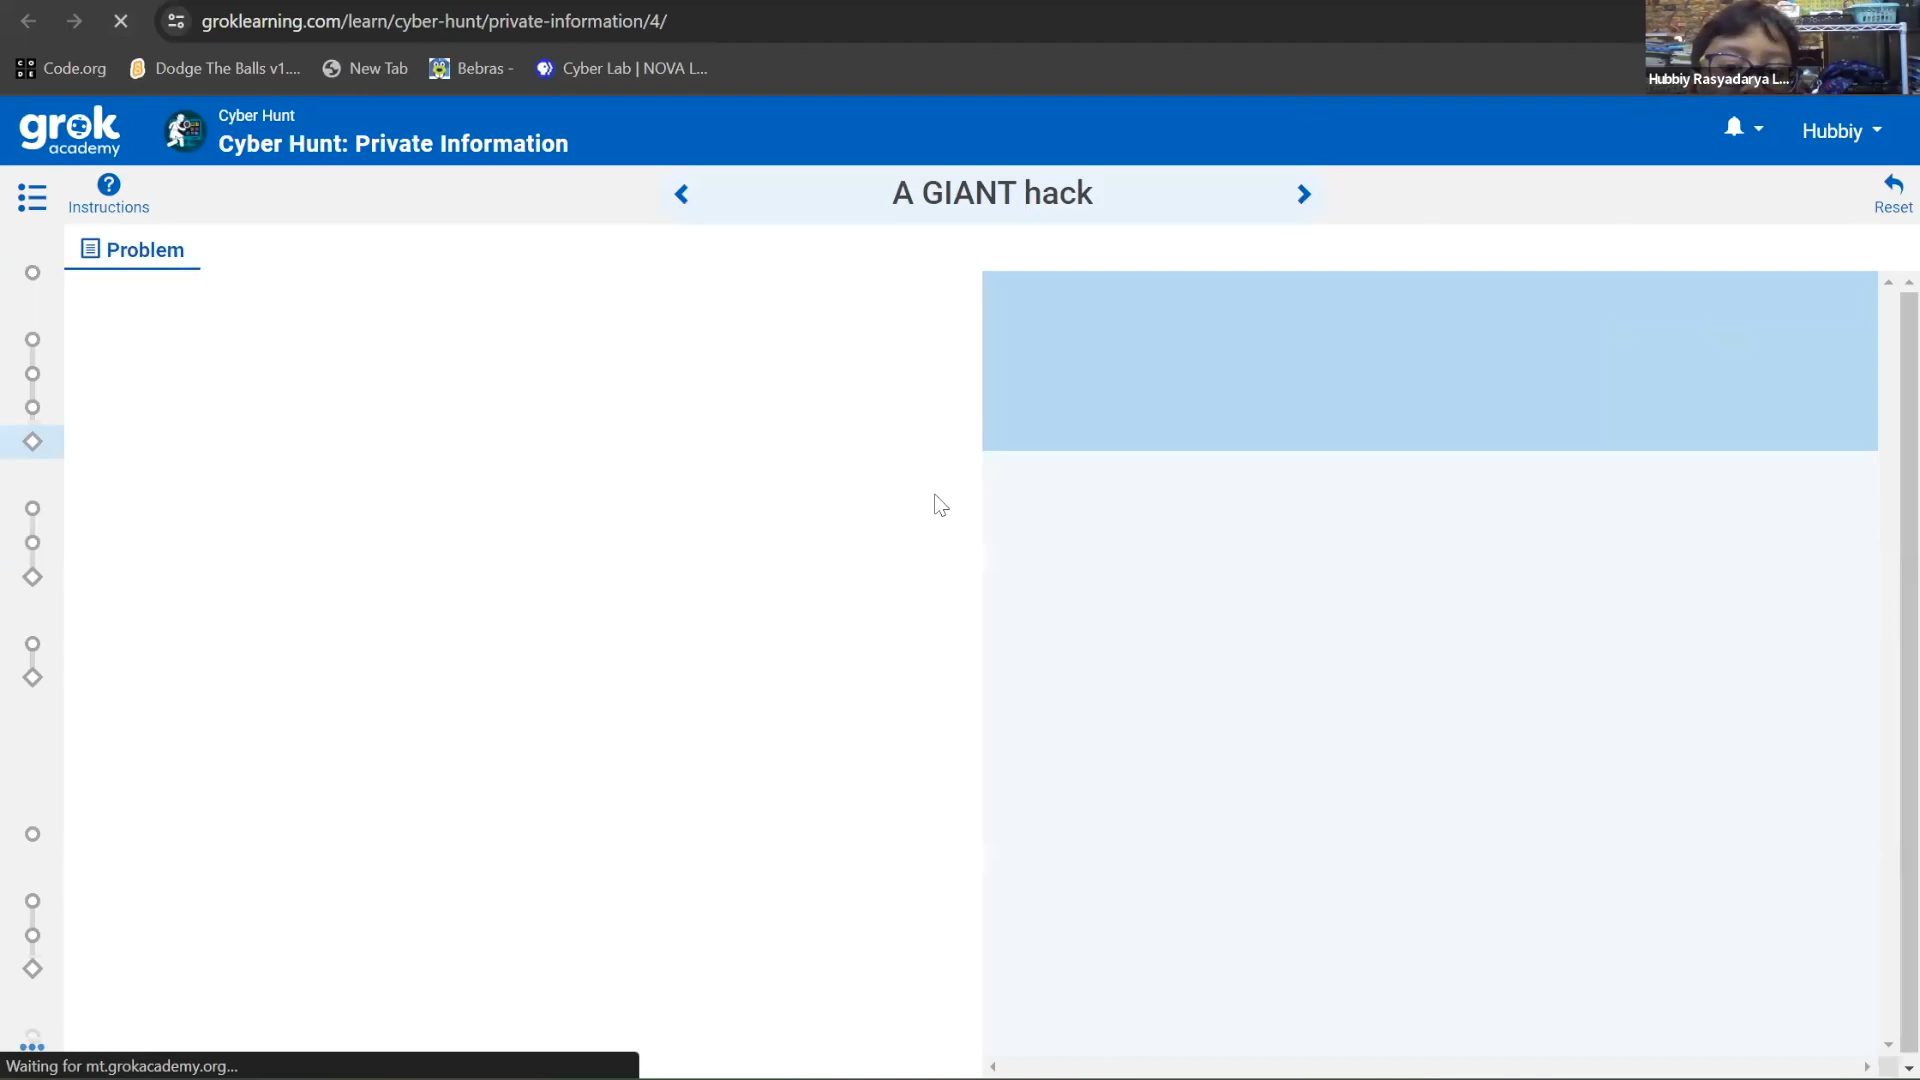 groklearning.com/learn/cyber-hunt/private-information/4/
CO
DE
Code.org
Dodge The Balls v1....
New Tab
Bebras -
Cyber Lab | NOVA L...
Hubbiy Rasyadarya L...
grok
academy
Cyber Hunt
Cyber Hunt: Private Information
Hubbiy
Instructions
A GIANT hack
Reset
Problem
Waiting for mt.grokacademy.org...